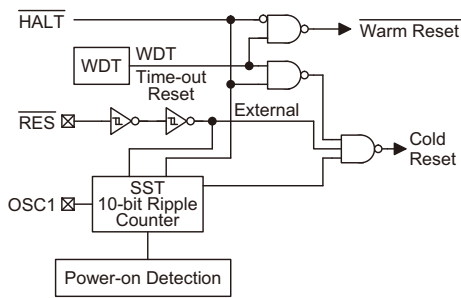 HALT
Warm Reset
WDT
WDT
Time-out
Reset
RES
External
Cold
Reset
OSC1
SST
10-bit Ripple
Counter
Power-on Detection